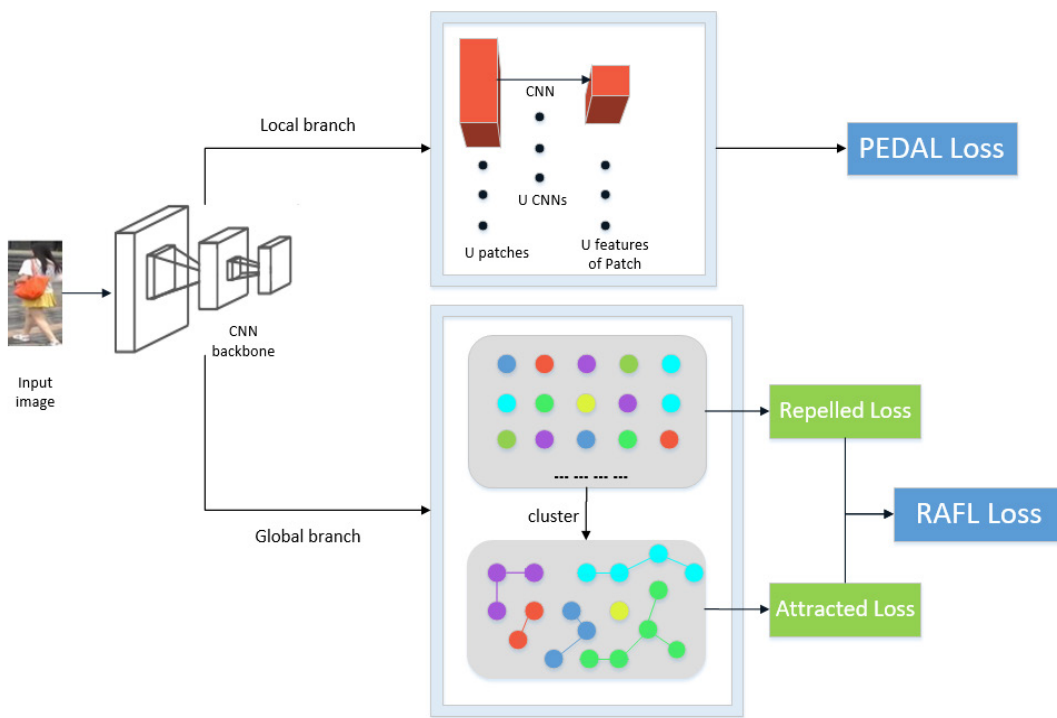 CNN
U CNNs
U patches
U features
of Patch
Local branch
PEDAL Loss
Input
image
CNN
backbone
Global branch
--- --- --- ---
cluster
Repelled Loss
Attracted Loss
RAFL Loss